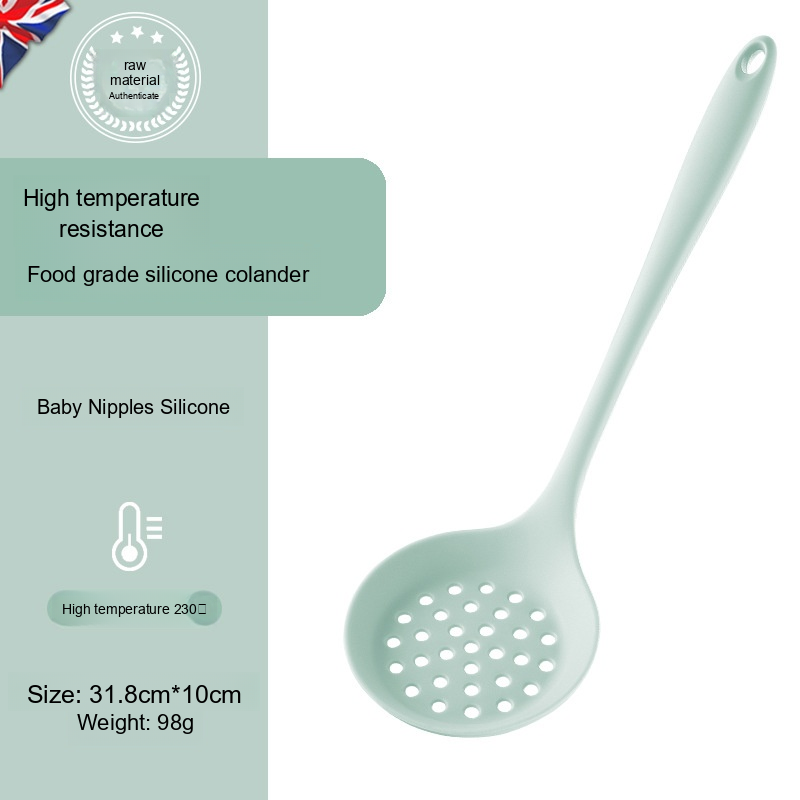 raw
material
Authenticate
High temperature
resistance
Food grade silicone colander
Baby Nipples Silicone
High temperature 230□
Size: 31.8cm*10cm
Weight: 98g